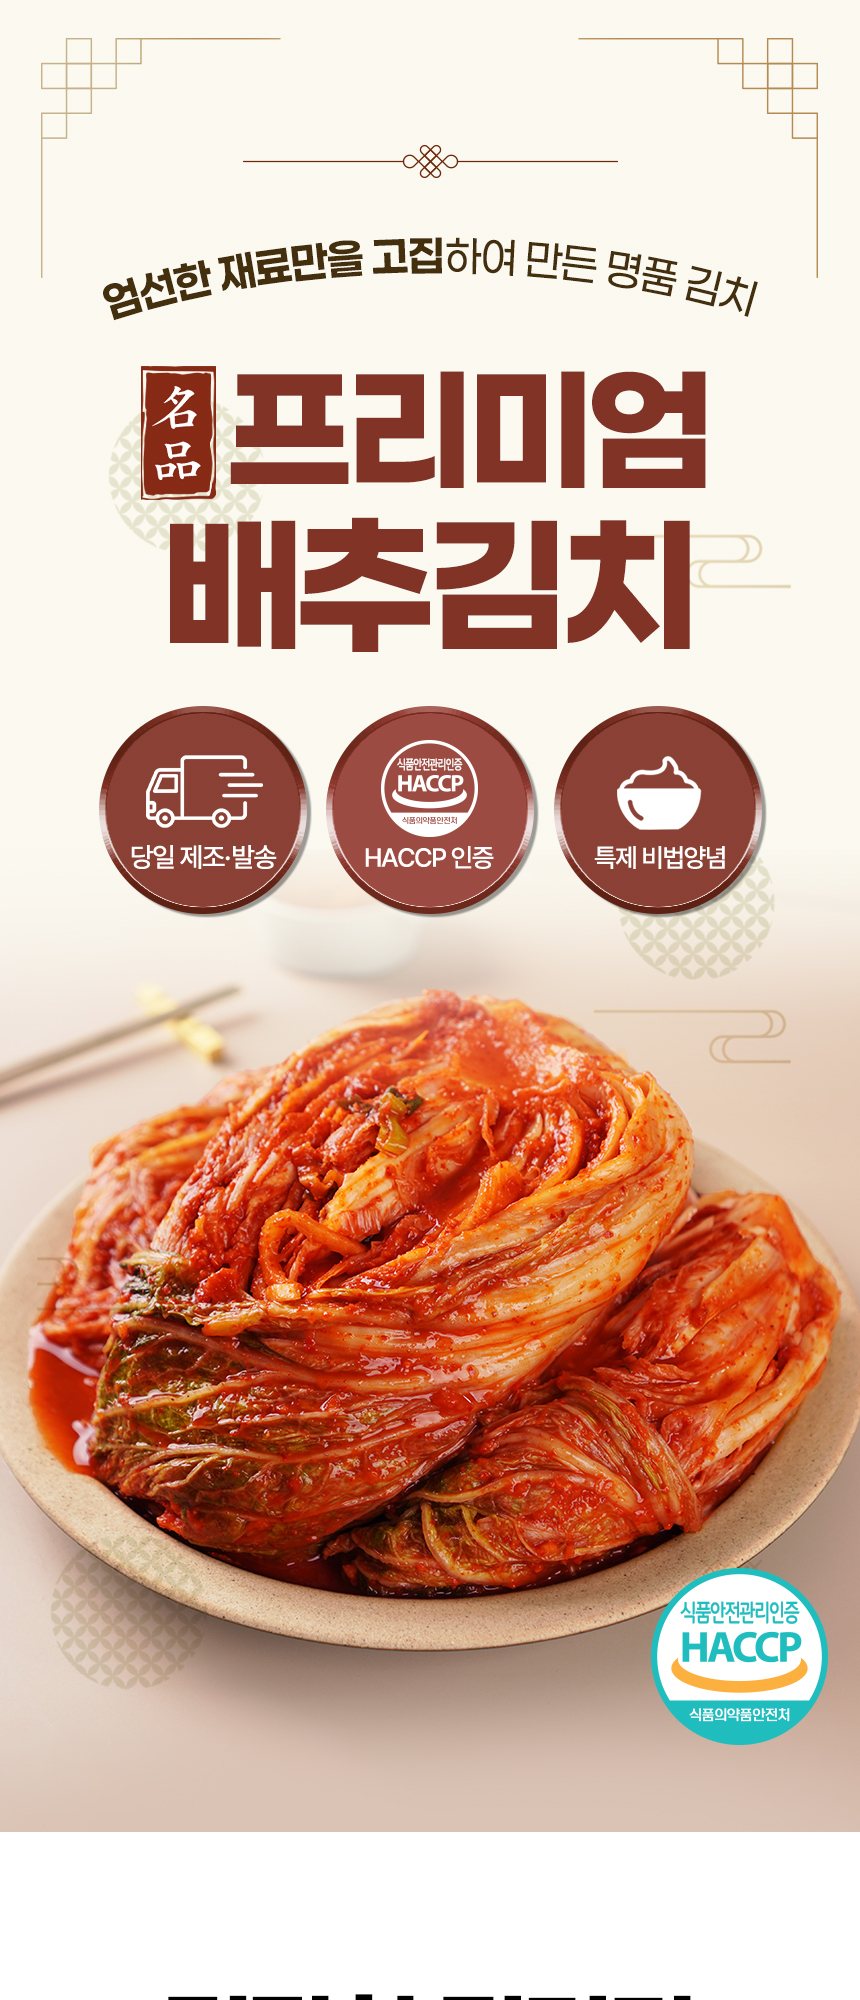 엄선한 재료만을 고집하여 만든 명품 김치
名品
프리미엄
배추김치
식품안전관리인증
HACCP
식품의약품안전처
당일 제조·발송
HACCP 인증
특제 비법양념
식품안전관리인증
HACCP
식품의약품안전처